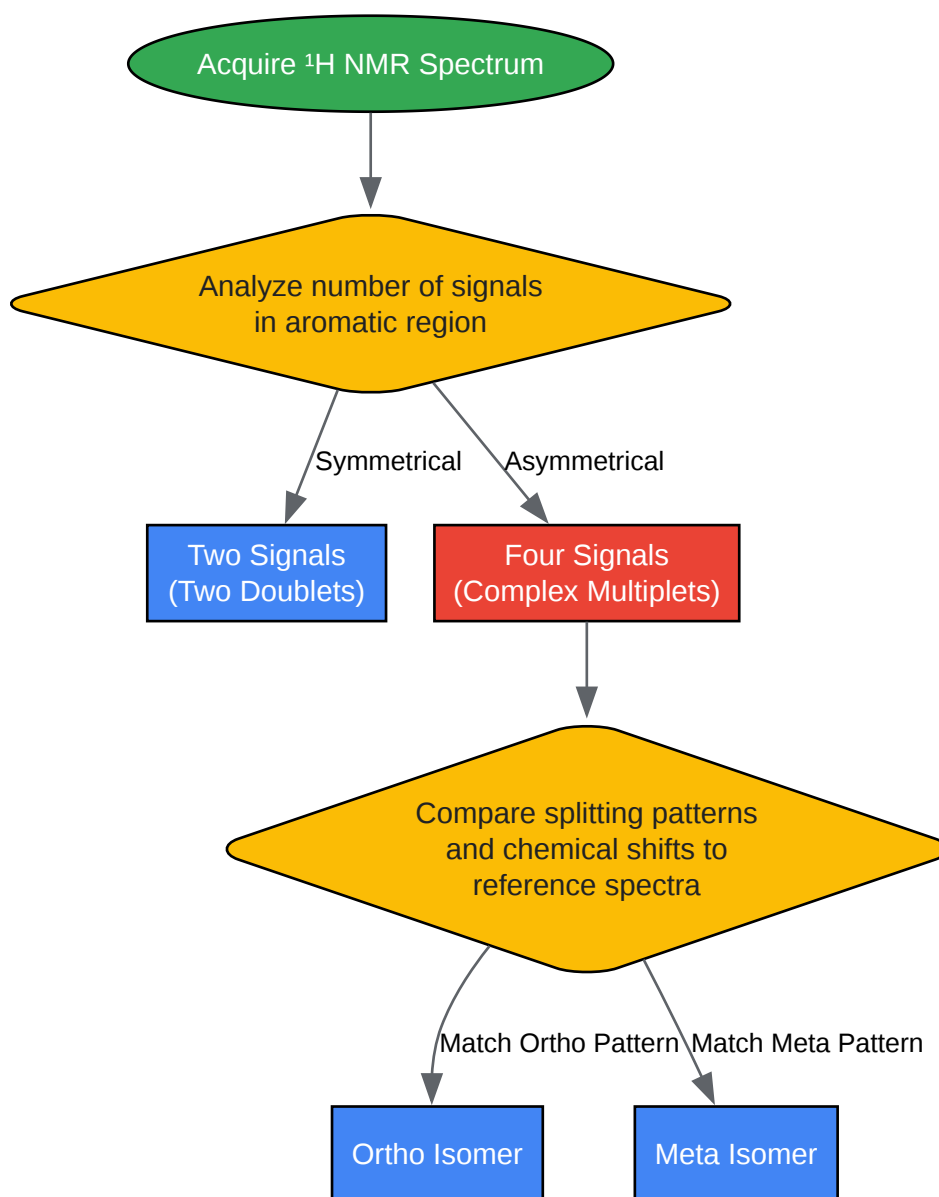 Acquire ¹H NMR Spectrum
Analyze number of signals
in aromatic region
Symmetrical
Asymmetrical
Two Signals
(Two Doublets)
Four Signals
(Complex Multiplets)
Compare splitting patterns
and chemical shifts to
reference spectra
Match Ortho Pattern
Match Meta Pattern
Ortho Isomer
Meta Isomer